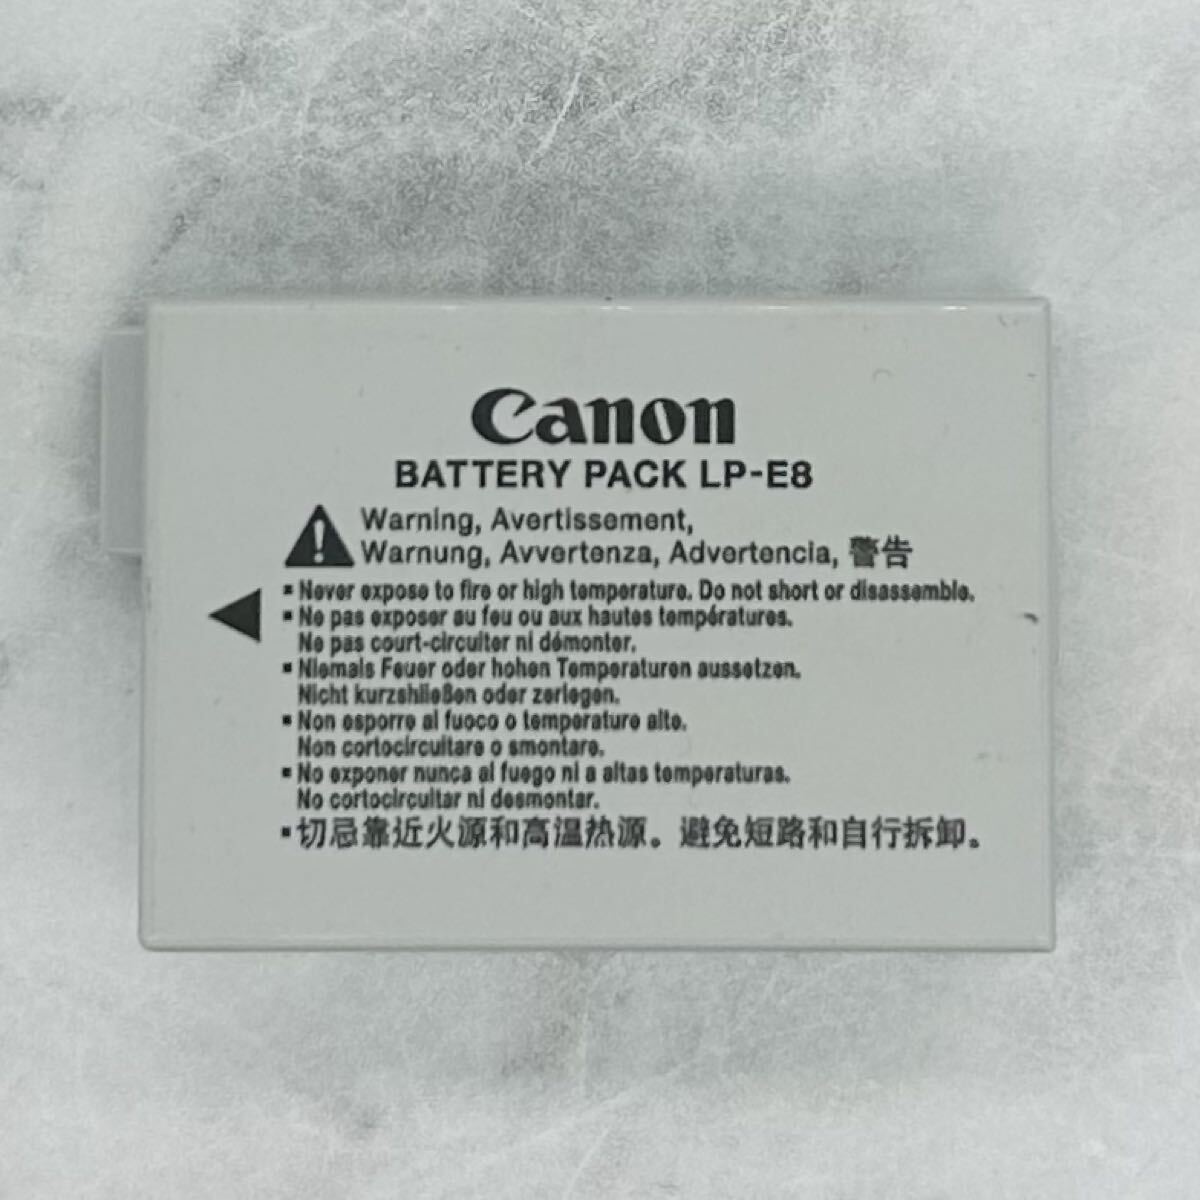 Canon
BATTERY PACK LP-E8
Warning, Avertissement,
Warnung, Avvertenza, Advertencia, 警告
▪ Never expose to fire or high temperature. Do not short or disassemble.
▪ Ne pas exposer au feu ou aux hautes températures.
Ne pas court-circuiter ni démonter.
▪ Niemals Feuer oder hohen Temperaturen aussetzen.
Nicht kurzshließen oder zerlegen.
▪ Non esporre al fuoco o temperature alte.
Non cortocircuitare o smontare.
▪ No exponer nunca al fuego ni a altas temperaturas.
No cortocircuitar ni desmontar.
▪ 切忌靠近火源和高温热源。避免短路和自行拆卸。